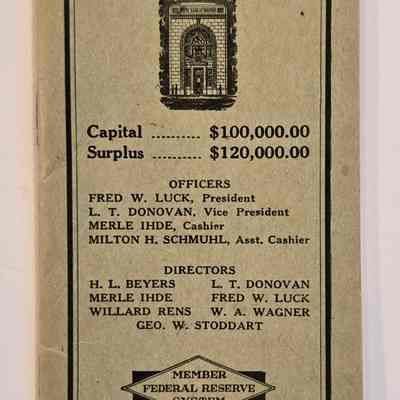 Capital .......... $100,000.00
Surplus .......... $120,000.00
OFFICERS
FRED W. LUCK, President
L. T. DONOVAN, Vice President
MERLE IHDE, Cashier
MILTON H. SCHMUHL, Asst. Cashier
DIRECTORS
H. L. BEYERS L. T. DONOVAN
MERLE IHDE FRED W. LUCK
WILLARD RENS W. A. WAGNER
GEO. W. STODDART
MEMBER
FEDERAL RESERVE
SYSTEM